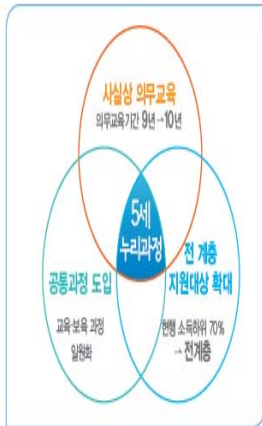 사실상 의무교육
의무교육기간 9년→10년
5세
누리과정
공통과정 도입
교육·보육 과정
일원화
전 계층
지원대상 확대
현행 소득하위 70%
→ 전계층